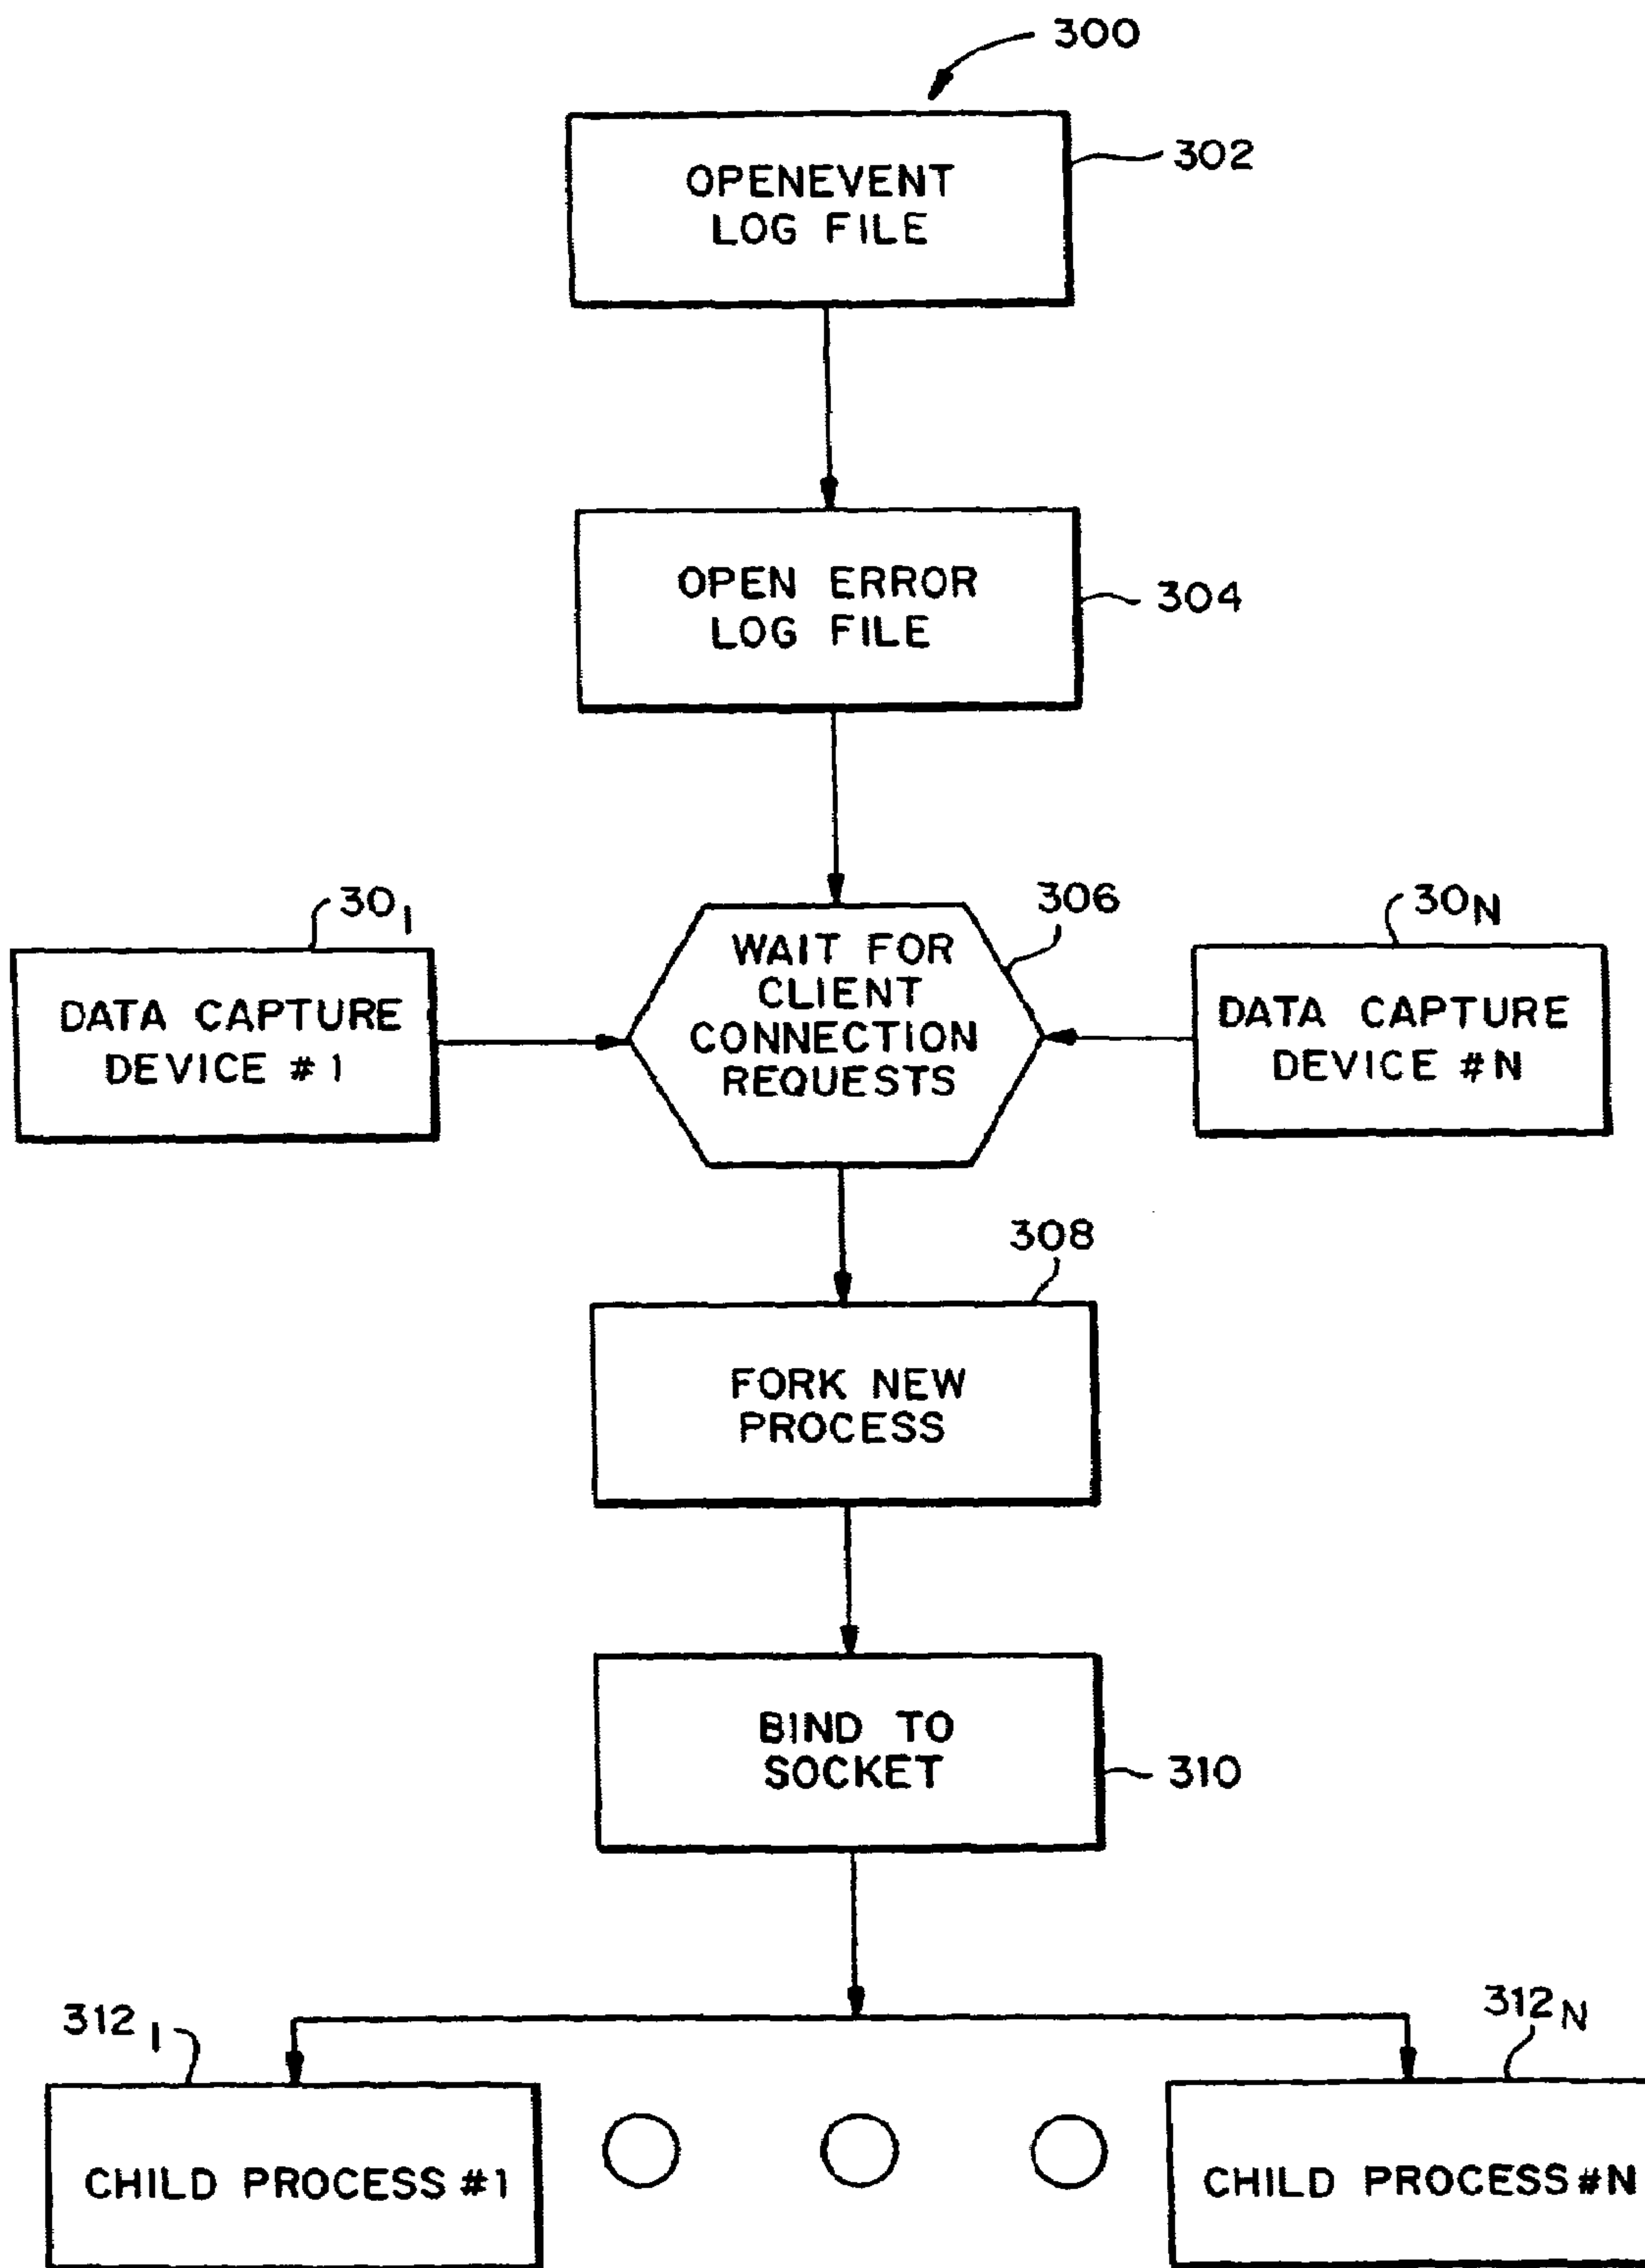 300
302
OPENEVENT
LOG FILE
304
OPEN ERROR
LOG FILE
306
30₁
30N
WAIT FOR
CLIENT
CONNECTION
REQUESTS
DATA CAPTURE
DEVICE #1
DATA CAPTURE
DEVICE #N
308
FORK NEW
PROCESS
BIND TO
SOCKET
310
312₁
312N
CHILD PROCESS #1
CHILD PROCESS #N